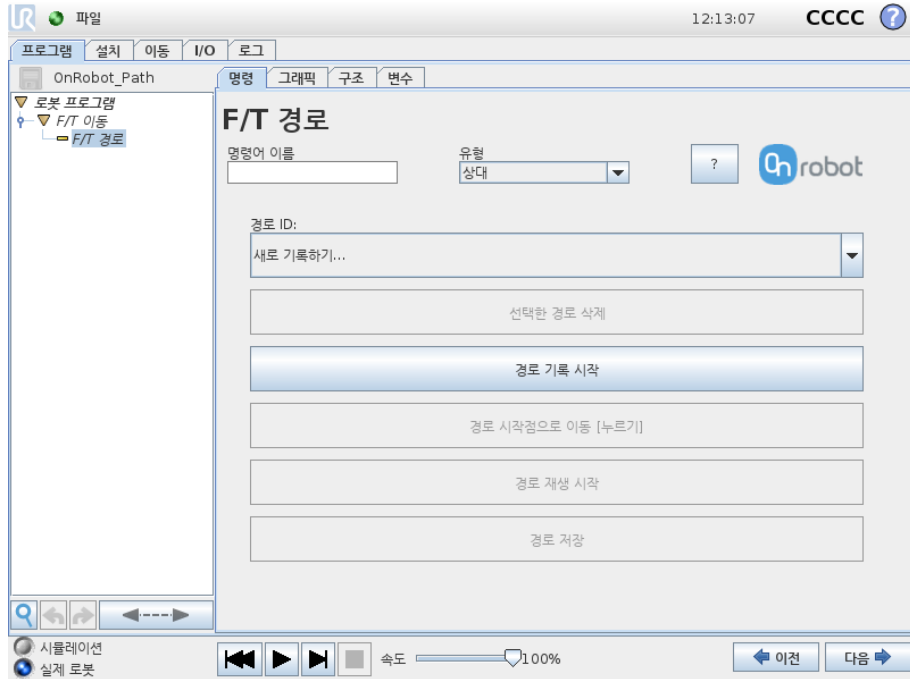 UR 파일 12:13:07 CCCC ?
프로그램 설치 이동 I/O 로그
OnRobot_Path 명령 그래픽 구조 변수
로봇 프로그램
F/T 이동
F/T 경로
F/T 경로
명령어 이름 유형
상대 ? On robot
경로 ID:
새로 기록하기...
선택한 경로 삭제
경로 기록 시작
경로 시작점으로 이동 [누르기]
경로 재생 시작
경로 저장
시뮬레이션
실제 로봇
속도 100% 이전 다음